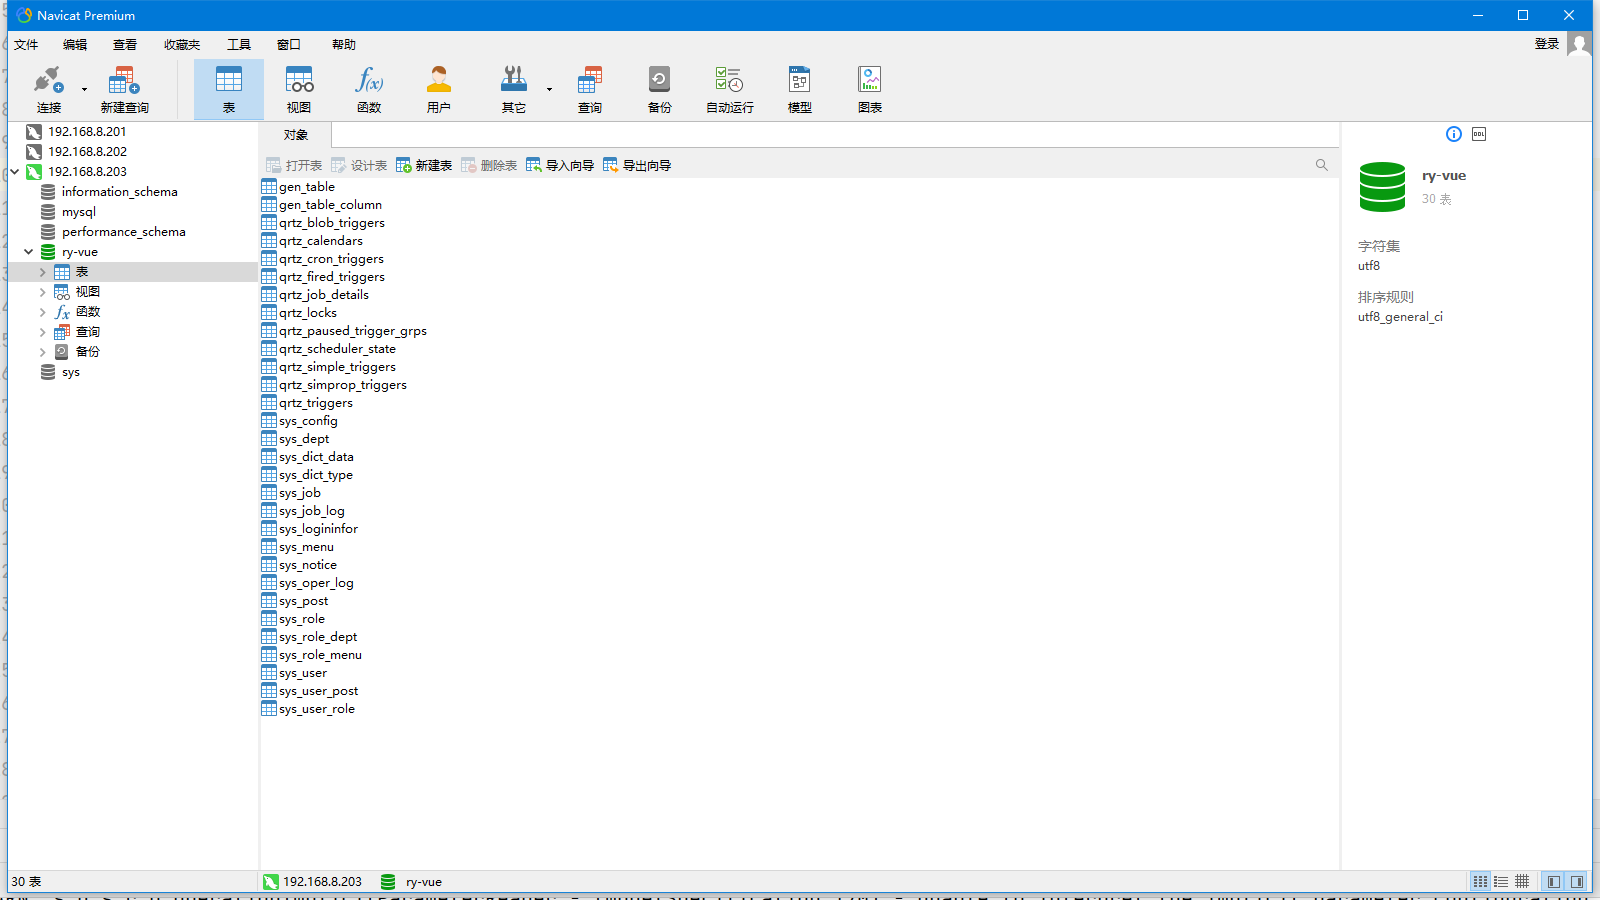 Navicat Premium
文件 编辑 查看 收藏夹 工具 窗口 帮助 登录
连接 新建查询 表 视图 函数 用户 其它 查询 备份 自动运行 模型 图表
192.168.8.201
192.168.8.202
192.168.8.203
information_schema
mysql
performance_schema
ry-vue
表
视图
函数
查询
备份
sys
对象
打开表 设计表 新建表 删除表 导入向导 导出向导
gen_table
gen_table_column
qrtz_blob_triggers
qrtz_calendars
qrtz_cron_triggers
qrtz_fired_triggers
qrtz_job_details
qrtz_locks
qrtz_paused_trigger_grps
qrtz_scheduler_state
qrtz_simple_triggers
qrtz_simprop_triggers
qrtz_triggers
sys_config
sys_dept
sys_dict_data
sys_dict_type
sys_job
sys_job_log
sys_logininfor
sys_menu
sys_notice
sys_oper_log
sys_post
sys_role
sys_role_dept
sys_role_menu
sys_user
sys_user_post
sys_user_role
DDL
ry-vue
30 表
字符集
utf8
排序规则
utf8_general_ci
30 表 192.168.8.203 ry-vue